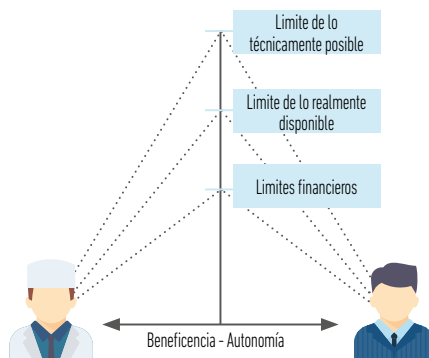 Limite de lo
técnicamente posible
Limite de lo realmente
disponible
Limites financieros
Beneficencia - Autonomía